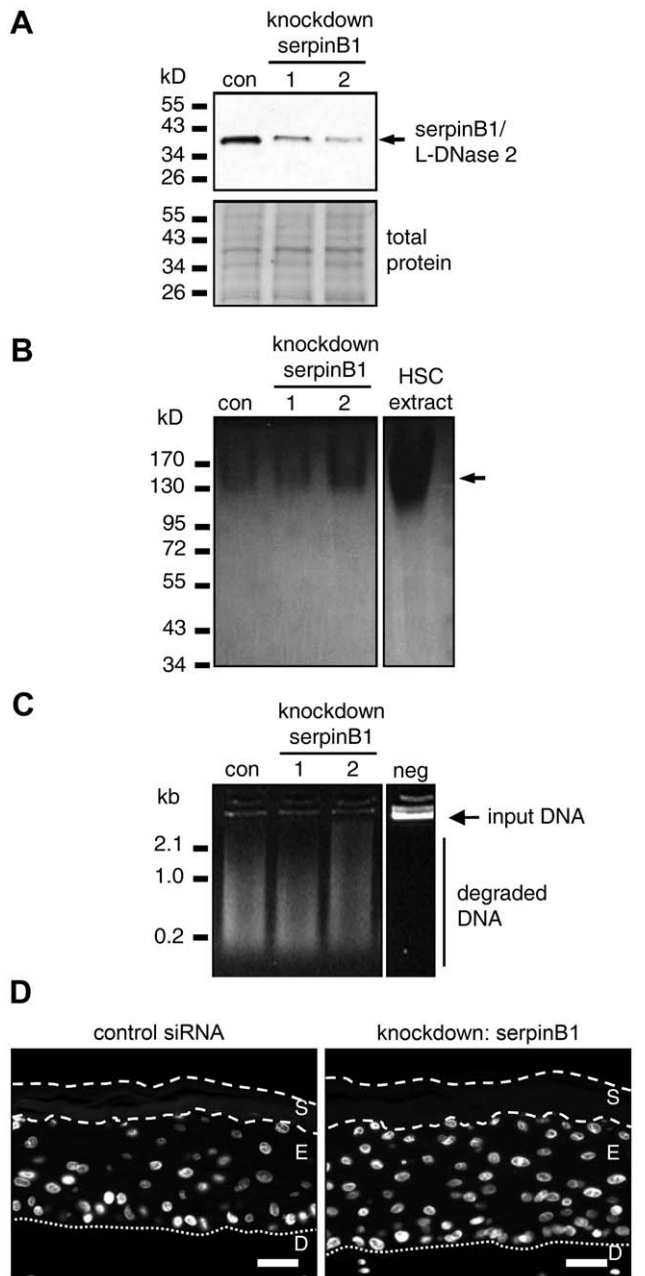 A
knockdown
serpinB1
kD
con 1 2
55
43
34
26
serpinB1/
L-DNase 2
55
43
34
26
total
protein
B
knockdown
serpinB1
HSC
extract
con 1 2
kD
170
130
95
72
55
43
34
C
knockdown
serpinB1
con 1 2 neg
kb
2.1
1.0
0.2
input DNA
degraded
DNA
D
control siRNA
knockdown: serpinB1
S
E
D
S
E
D